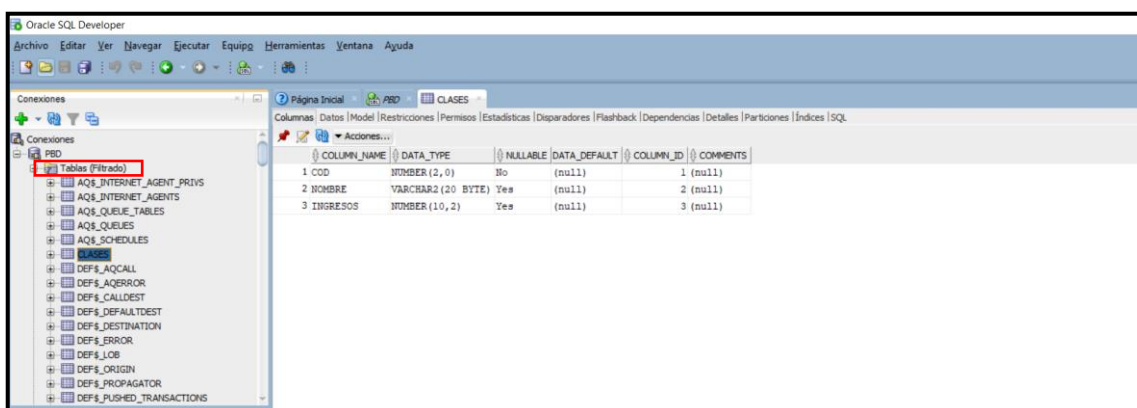 Oracle SQL Developer
Archivo Editar Ver Navegar Ejecutar Equipo Herramientas Ventana Ayuda
Conexiones
Conexiones
PBD
Tablas (Filtrado)
AQ$_INTERNET_AGENT_PRIVS
AQ$_INTERNET_AGENTS
AQ$_QUEUE_TABLES
AQ$_QUEUES
AQ$_SCHEDULES
CLASES
DEF$_AQCALL
DEF$_AQERROR
DEF$_CALLDEST
DEF$_DEFAULTDEST
DEF$_DESTINATION
DEF$_ERROR
DEF$_LOB
DEF$_ORIGIN
DEF$_PROPAGATOR
DEF$_PUSHED_TRANSACTIONS
Página Inicial PBD CLASES
Columnas Datos |Model |Restricciones |Permisos |Estadísticas |Disparadores |Flashback |Dependencias |Detalles |Particiones |Índices |SQL
Acciones...
COLUMN_NAME DATA_TYPE NULLABLE DATA_DEFAULT COLUMN_ID COMMENTS
1 COD NUMBER(2,0) No (null) 1 (null)
2 NOMBRE VARCHAR2(20 BYTE) Yes (null) 2 (null)
3 INGRESOS NUMBER(10,2) Yes (null) 3 (null)